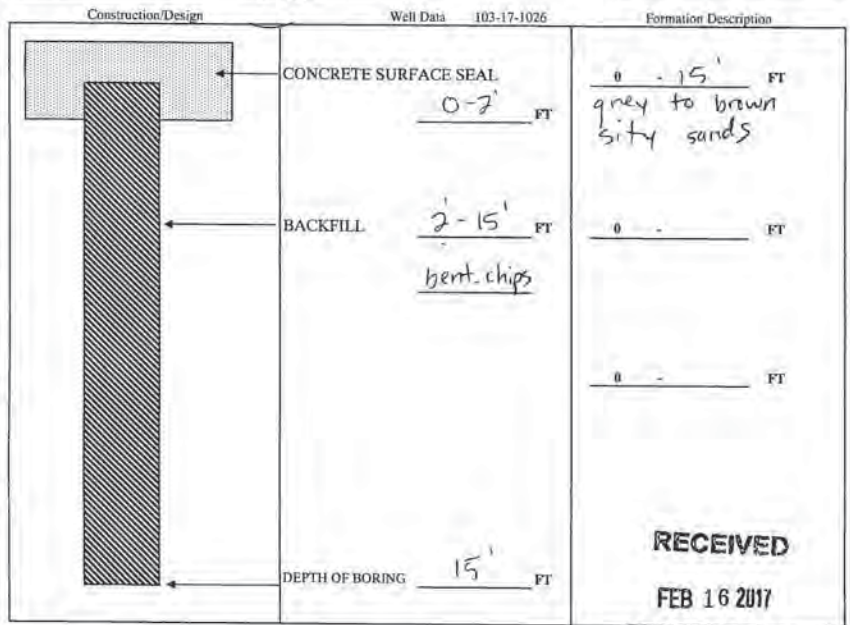 Construction/Design
Well Data 103-17-1026
Formation Description
CONCRETE SURFACE SEAL
0-2' FT
0 - 15' FT
grey to brown
sity sands
BACKFILL 2'-15' FT
bent. chips
0 - FT
0 - FT
DEPTH OF BORING 15' FT
RECEIVED
FEB 16 2017